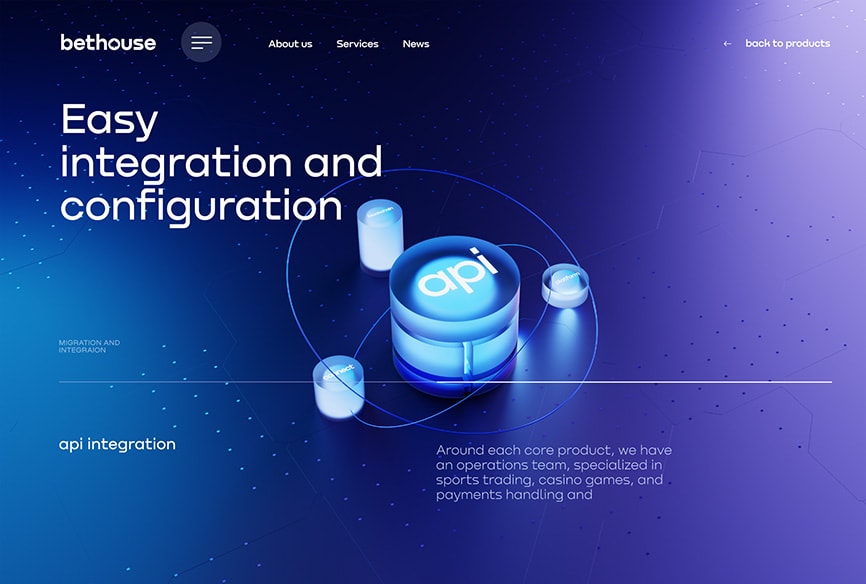 bethouse
About us
Services
News
← back to products
Easy
integration and
configuration
api
platform
connect
MIGRATION AND
INTEGRAION
api integration
Around each core product, we have
an operations team, specialized in
sports trading, casino games, and
payments handling and